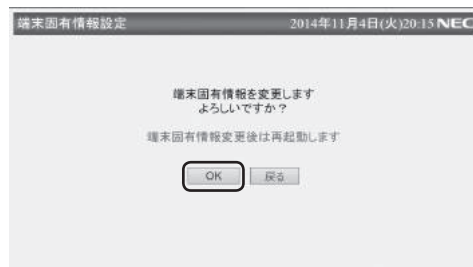 端末固有情報設定 2014年11月4日(火)20:15 NEC
端末固有情報を変更します
よろしいですか？
端末固有情報変更後は再起動します
OK 戻る